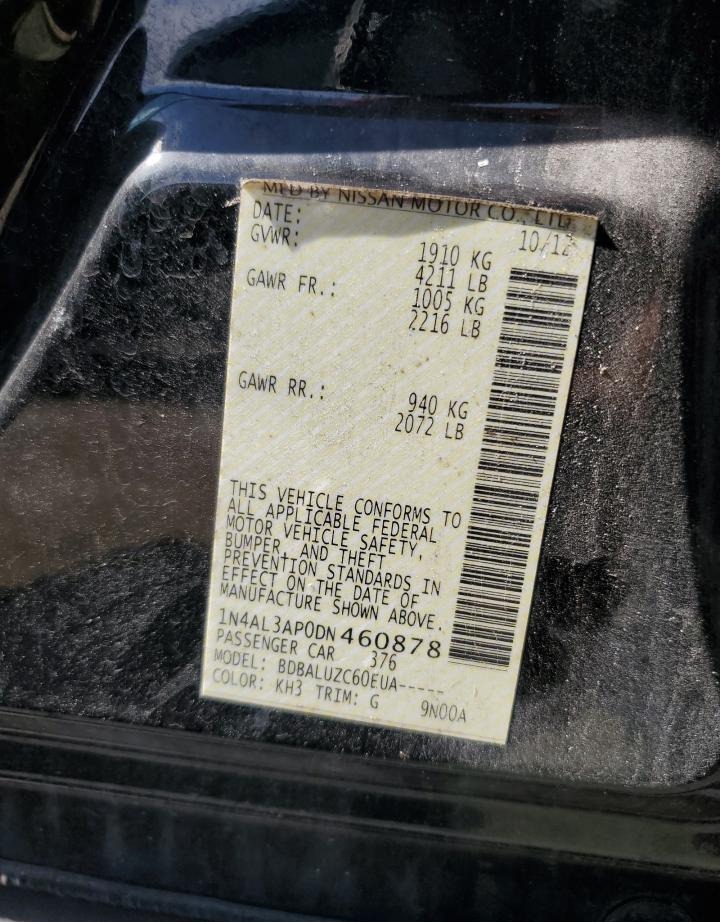 MFD BY NISSAN MOTOR CO., LTD.
DATE: 10/12
GVWR: 1910 KG
4211 LB
GAWR FR.: 1005 KG
2216 LB
GAWR RR.: 940 KG
2072 LB
THIS VEHICLE CONFORMS TO
ALL APPLICABLE FEDERAL
MOTOR VEHICLE SAFETY,
BUMPER, AND THEFT
PREVENTION STANDARDS IN
EFFECT ON THE DATE OF
MANUFACTURE SHOWN ABOVE.
1N4AL3AP0DN460878
PASSENGER CAR 376
MODEL: BDBALUZC60EUA-----
COLOR: KH3 TRIM: G 9N00A